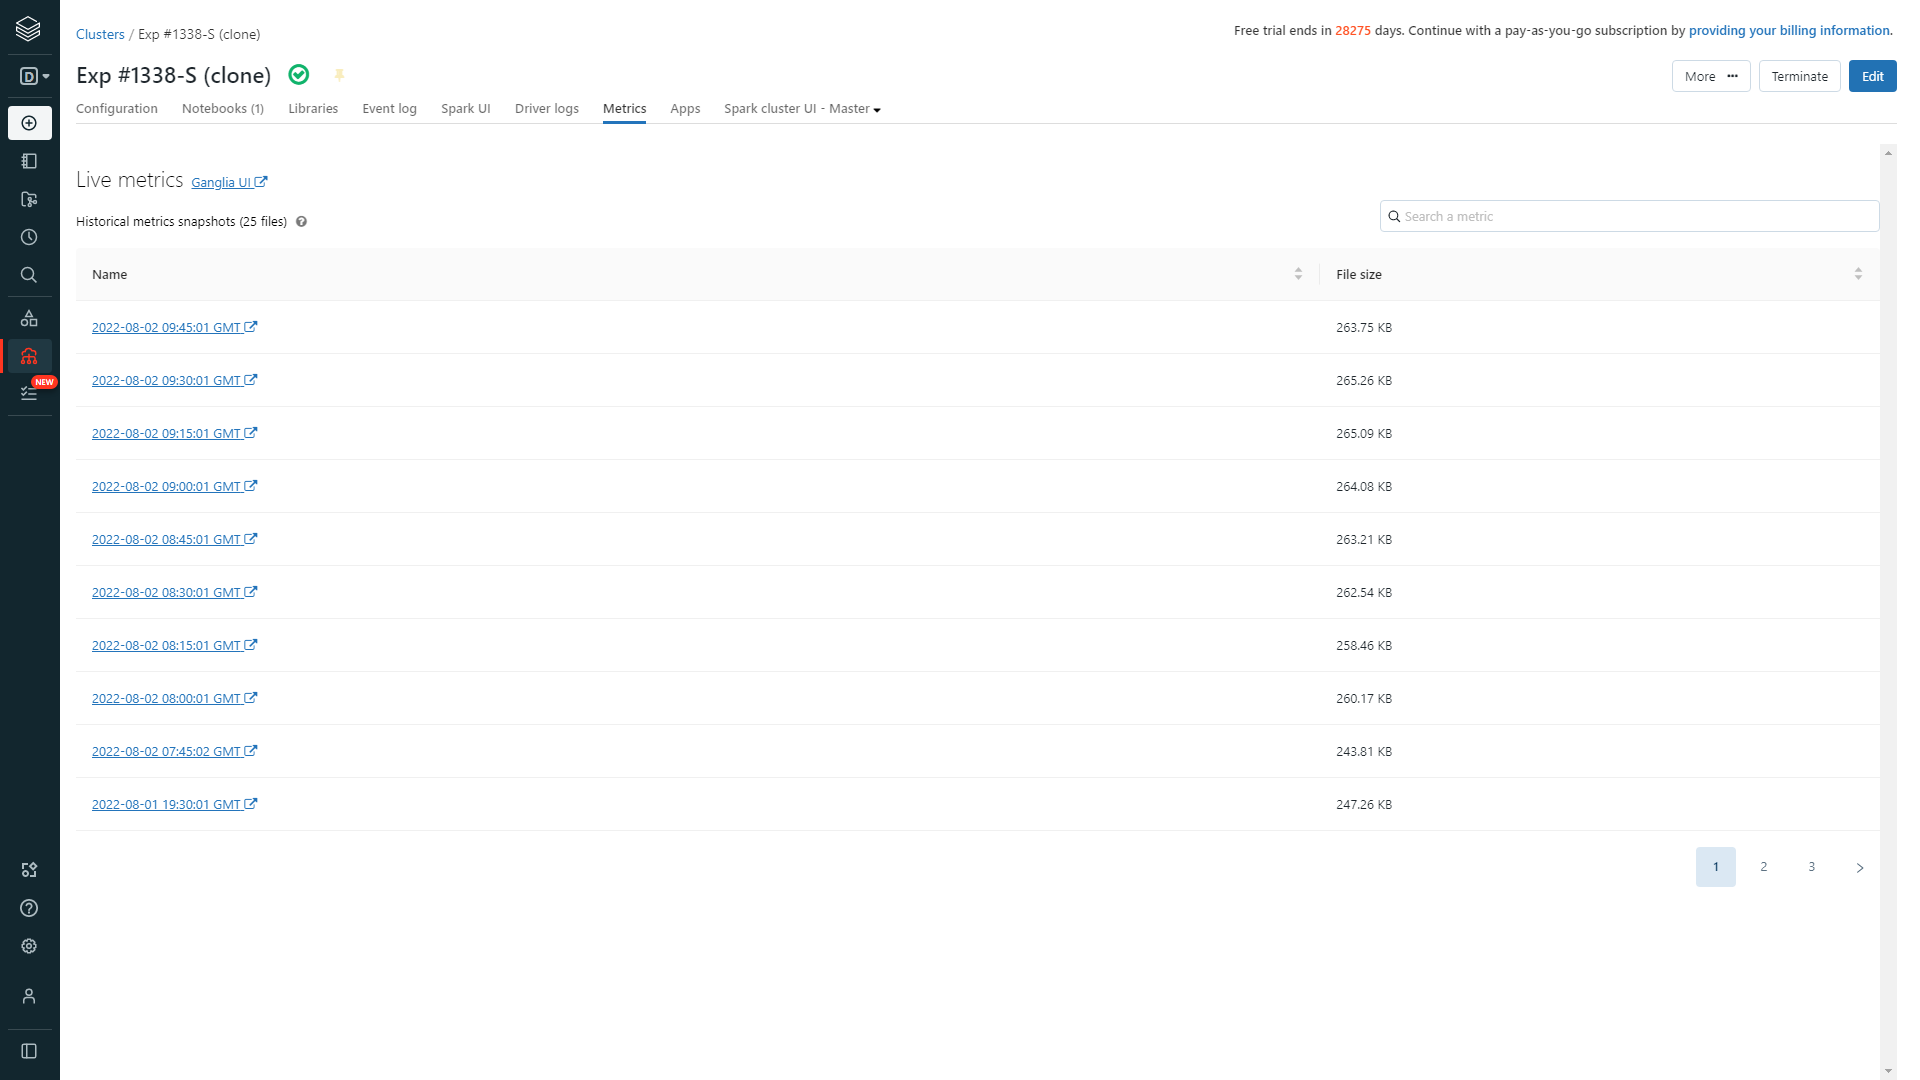 Clusters / Exp #1338-S (clone)
Free trial ends in 28275 days. Continue with a pay-as-you-go subscription by providing your billing information.
Exp #1338-S (clone)
More ••• Terminate Edit
D
Configuration Notebooks (1) Libraries Event log Spark UI Driver logs Metrics Apps Spark cluster UI - Master
Live metrics Ganglia UI
Historical metrics snapshots (25 files)
Search a metric
Name File size
2022-08-02 09:45:01 GMT 263.75 KB
2022-08-02 09:30:01 GMT 265.26 KB
NEW
2022-08-02 09:15:01 GMT 265.09 KB
2022-08-02 09:00:01 GMT 264.08 KB
2022-08-02 08:45:01 GMT 263.21 KB
2022-08-02 08:30:01 GMT 262.54 KB
2022-08-02 08:15:01 GMT 258.46 KB
2022-08-02 08:00:01 GMT 260.17 KB
2022-08-02 07:45:02 GMT 243.81 KB
2022-08-01 19:30:01 GMT 247.26 KB
1 2 3